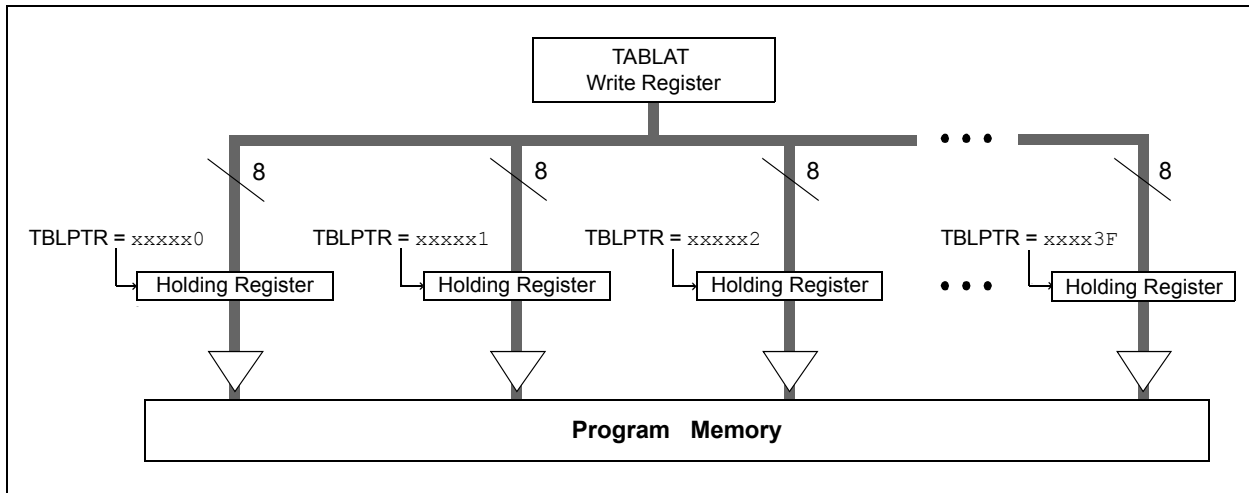 TABLAT
Write Register
8 8 8 8
TBLPTR = xxxxx0 TBLPTR = xxxxx1 TBLPTR = xxxxx2 TBLPTR = xxxx3F
Holding Register Holding Register Holding Register Holding Register
Program Memory